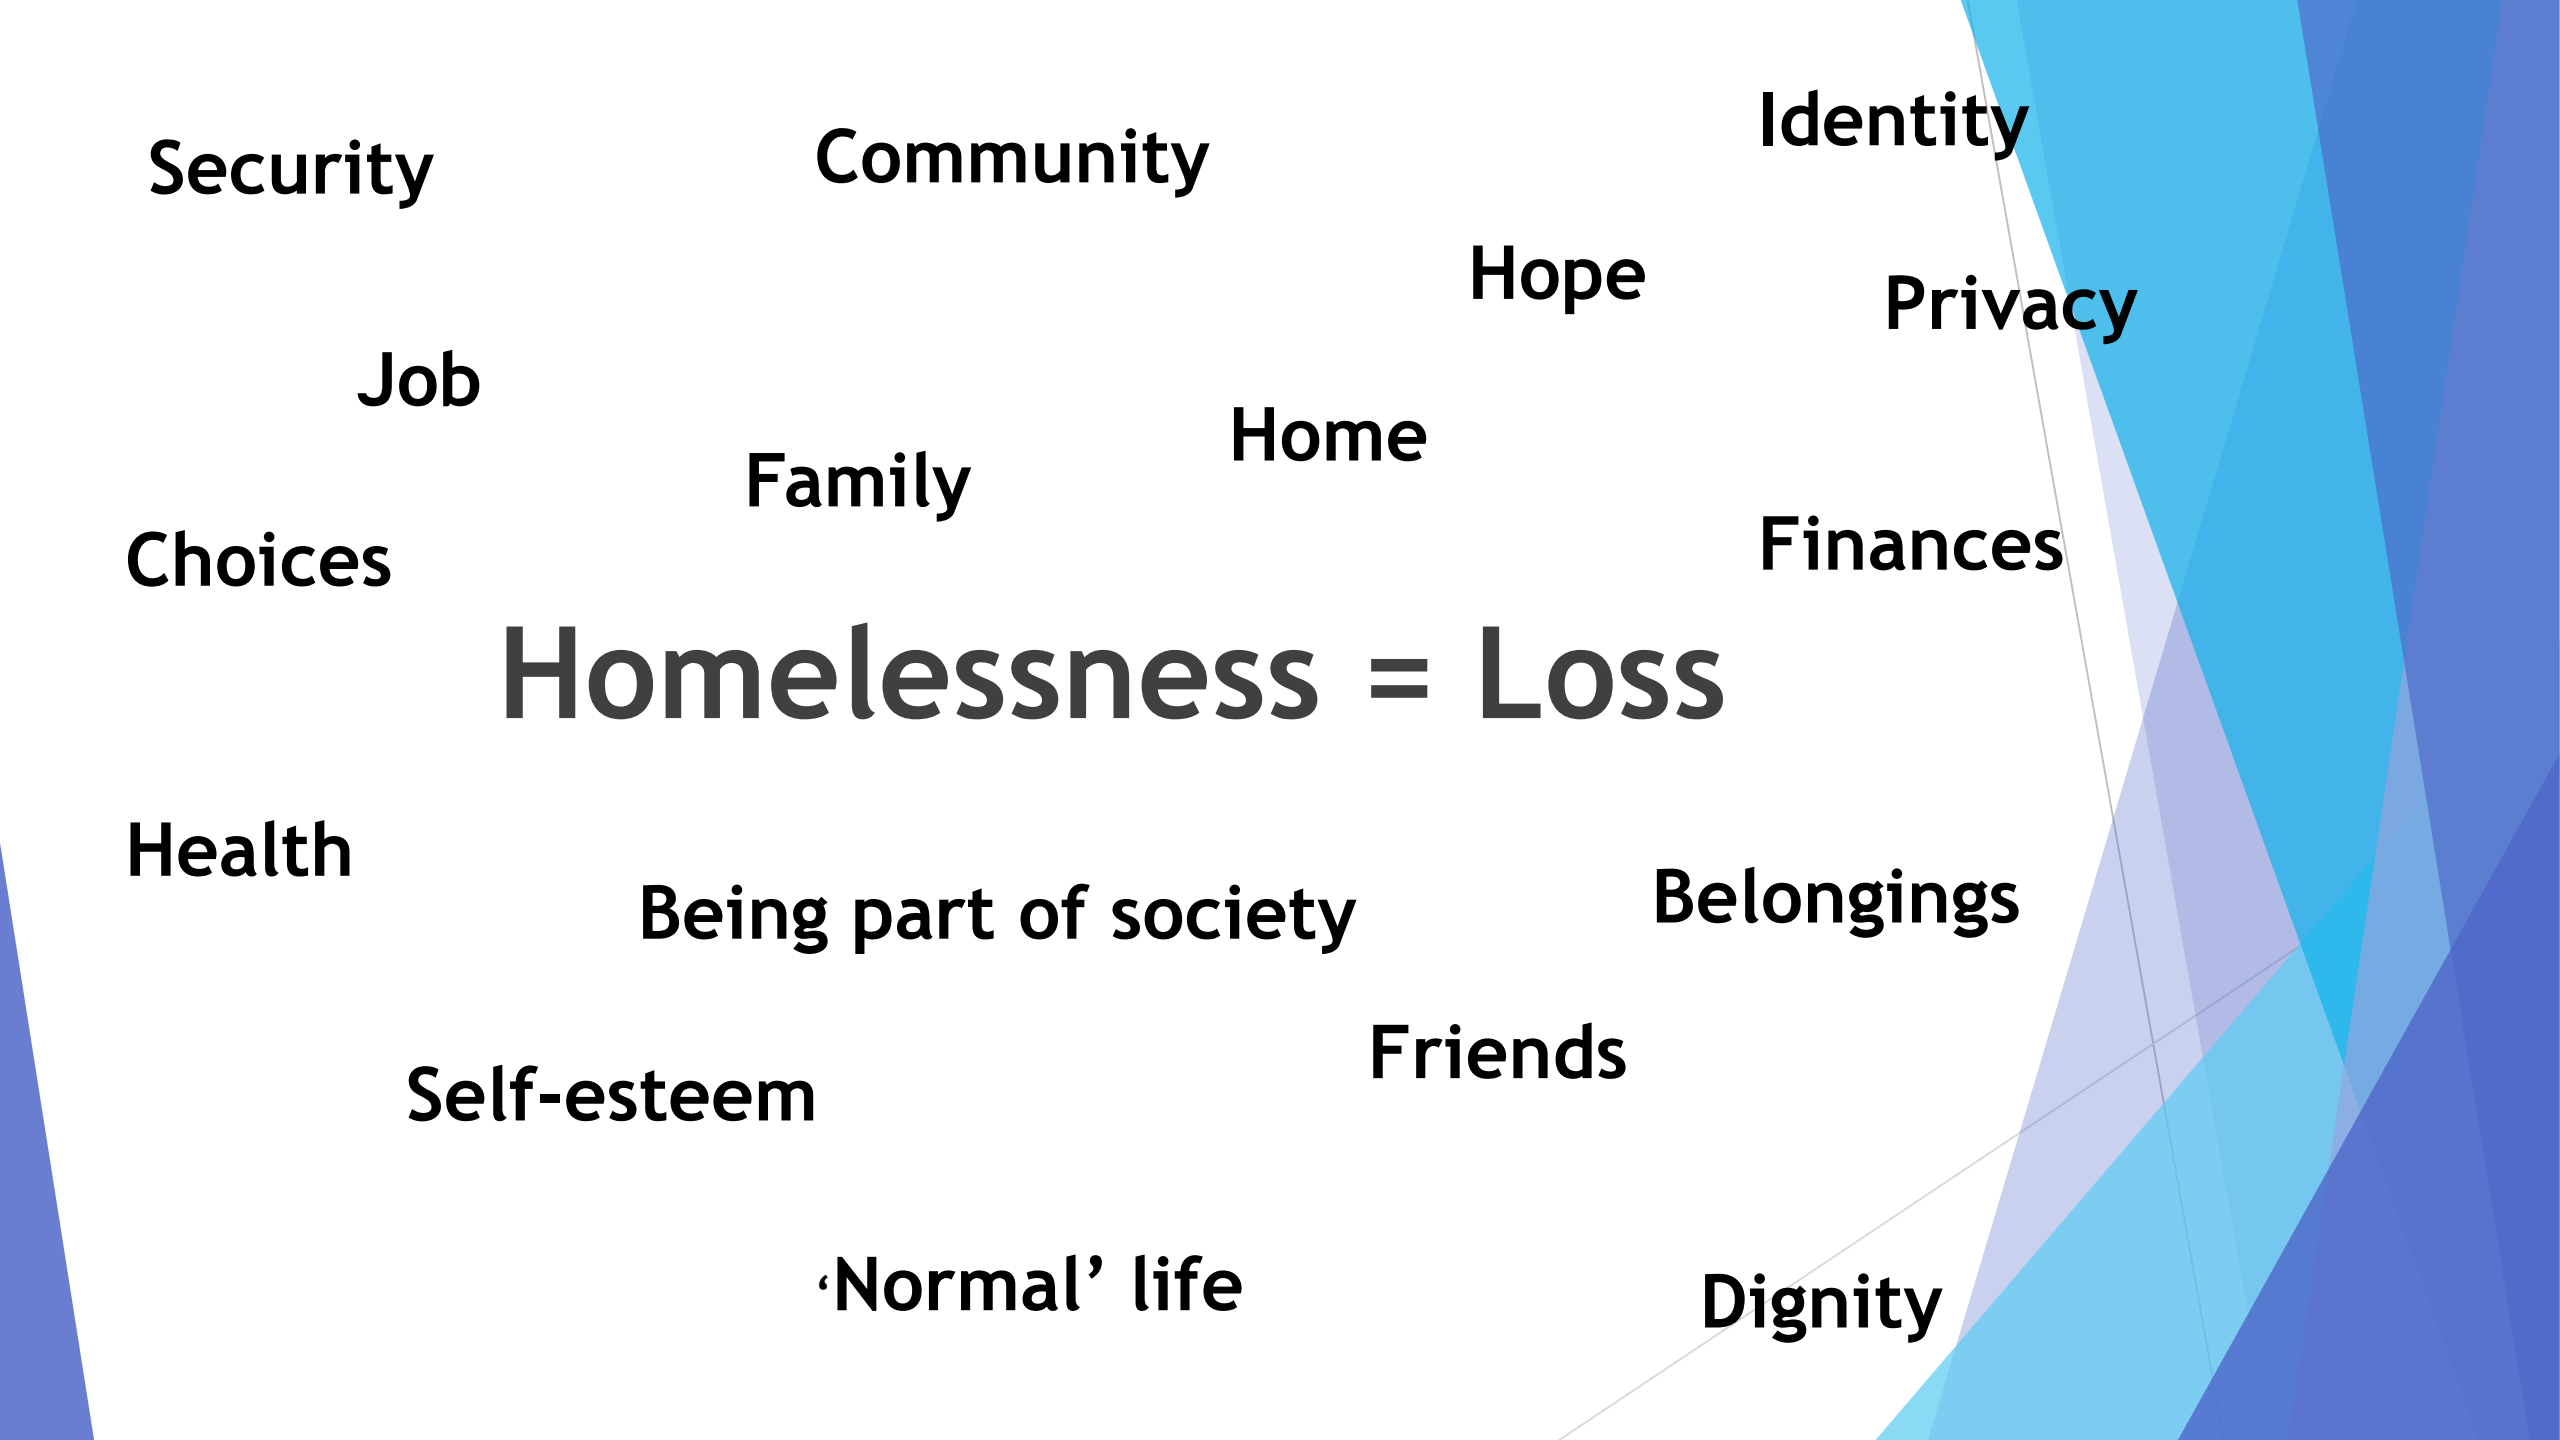 Identity
Community
Security
Hope
Privacy
Job
Home
Family
Finances
Choices
Homelessness = Loss
Health
Belongings
Being part of society
Friends
Self-esteem
‘Normal’ life
Dignity